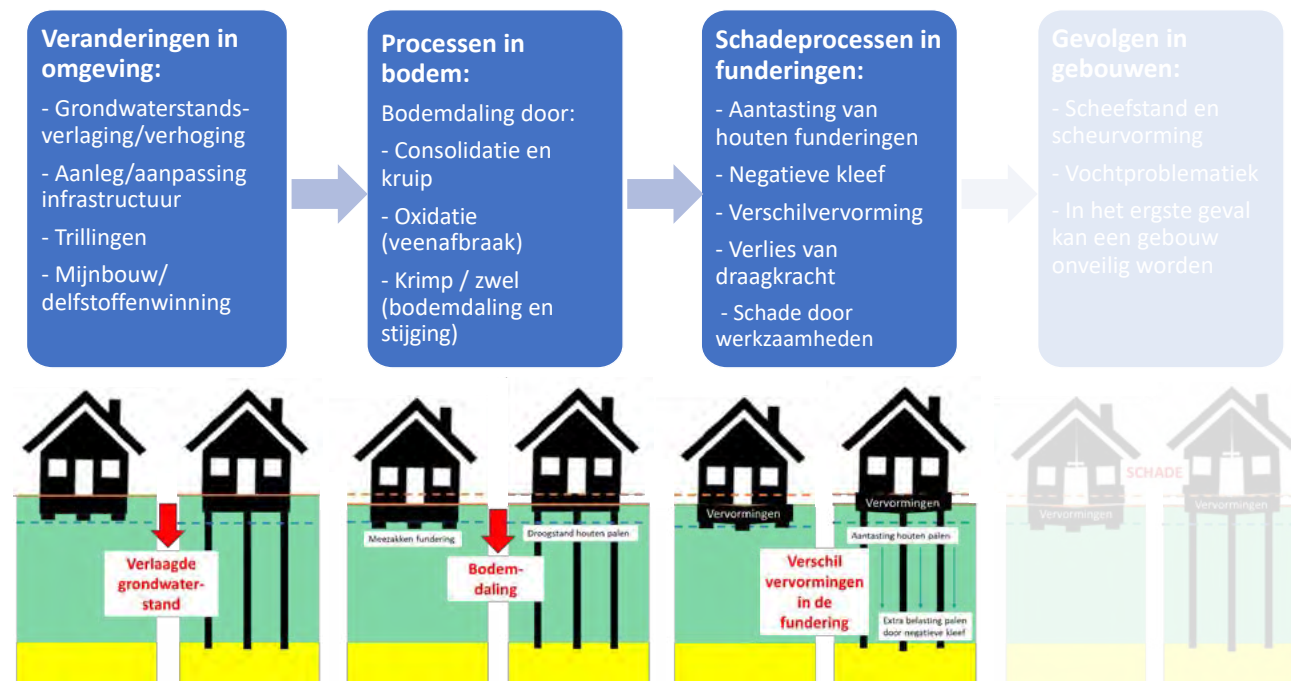 Veranderingen in
omgeving:
- Grondwaterstands-
verlaging/verhoging
- Aanleg/aanpassing
infrastructuur
- Trillingen
- Mijnbouw/
delfstoffenwinning
Processen in
bodem:
Bodemdaling door:
- Consolidatie en
kruip
- Oxidatie
(veenafbraak)
- Krimp / zwel
(bodemdaling en
stijging)
Schadeprocessen in
funderingen:
- Aantasting van
houten funderingen
- Negatieve kleef
- Verschilvervorming
- Verlies van
draagkracht
- Schade door
werkzaamheden
Gevolgen in
gebouwen:
- Scheefstand en
scheurvorming
- Vochtproblematiek
- In het ergste geval
kan een gebouw
onveilig worden
Verlaagde
grondwater-
stand
Meezakken fundering
Droogstand houten palen
Bodem-
daling
Vervormingen
Vervormingen
Aantasting houten palen
Verschil
vervormingen
in de
fundering
Extra belasting palen
door negatieve kleef
SCHADE
Vervormingen
Vervormingen